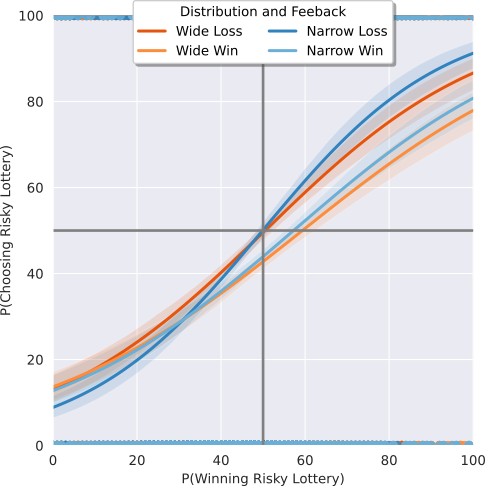 Distribution and Feeback
Wide Loss
Narrow Loss
Wide Win
Narrow Win
P(Choosing Risky Lottery)
100
80
60
40
20
0
0 20 40 60 80 100
P(Winning Risky Lottery)